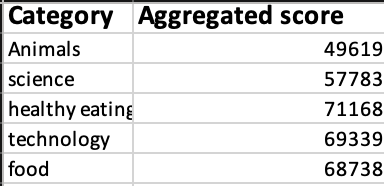 Category Aggregated score
Animals 49619
science 57783
healthy eating 71168
technology 69339
food 68738